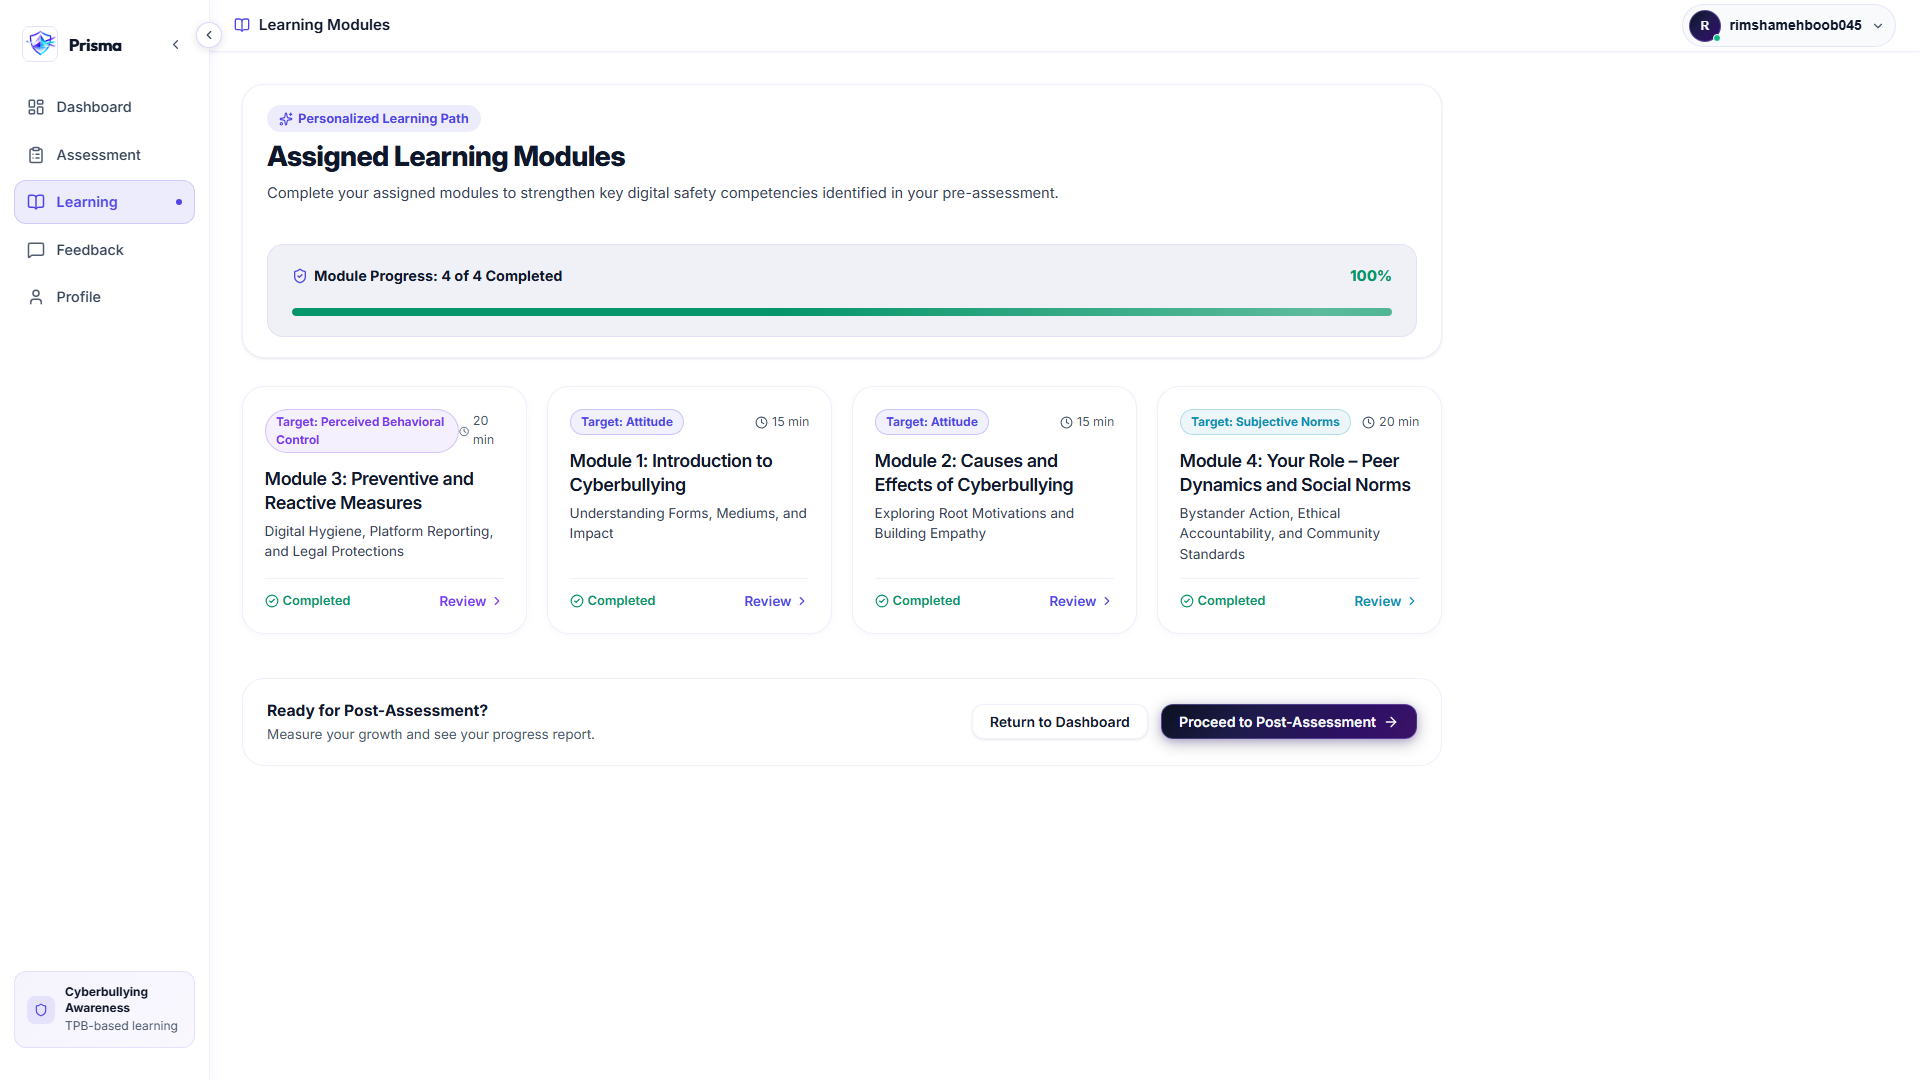 Prisma
Dashboard
Assessment
Learning
Feedback
Profile
Cyberbullying
Awareness
TPB-based learning
Learning Modules
R
rimshamehboob045
Personalized Learning Path
Assigned Learning Modules
Complete your assigned modules to strengthen key digital safety competencies identified in your pre-assessment.
Module Progress: 4 of 4 Completed
100%
Target: Perceived Behavioral
Control
20
min
Module 3: Preventive and
Reactive Measures
Digital Hygiene, Platform Reporting,
and Legal Protections
Completed
Review
Target: Attitude
15 min
Module 1: Introduction to
Cyberbullying
Understanding Forms, Mediums, and
Impact
Completed
Review
Target: Attitude
15 min
Module 2: Causes and
Effects of Cyberbullying
Exploring Root Motivations and
Building Empathy
Completed
Review
Target: Subjective Norms
20 min
Module 4: Your Role – Peer
Dynamics and Social Norms
Bystander Action, Ethical
Accountability, and Community
Standards
Completed
Review
Ready for Post-Assessment?
Measure your growth and see your progress report.
Return to Dashboard
Proceed to Post-Assessment